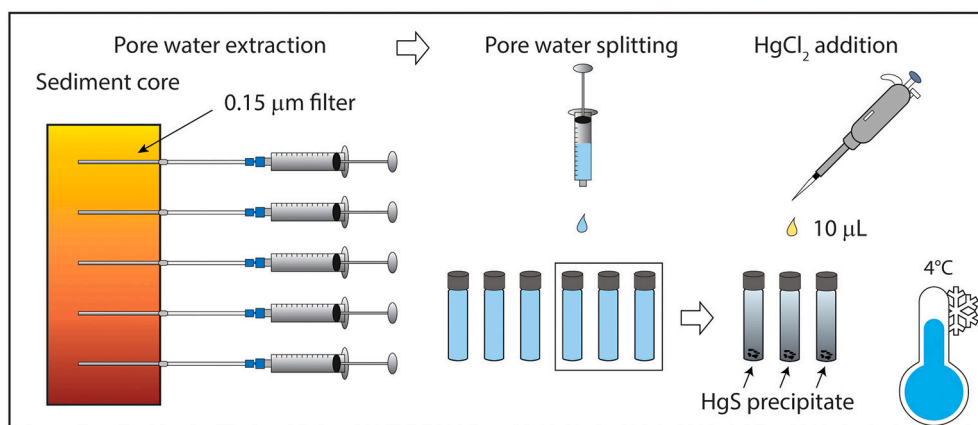 Pore water extraction
Pore water splitting
HgCl₂ addition
Sediment core
0.15 μm filter
10 μL
4°C
HgS precipitate